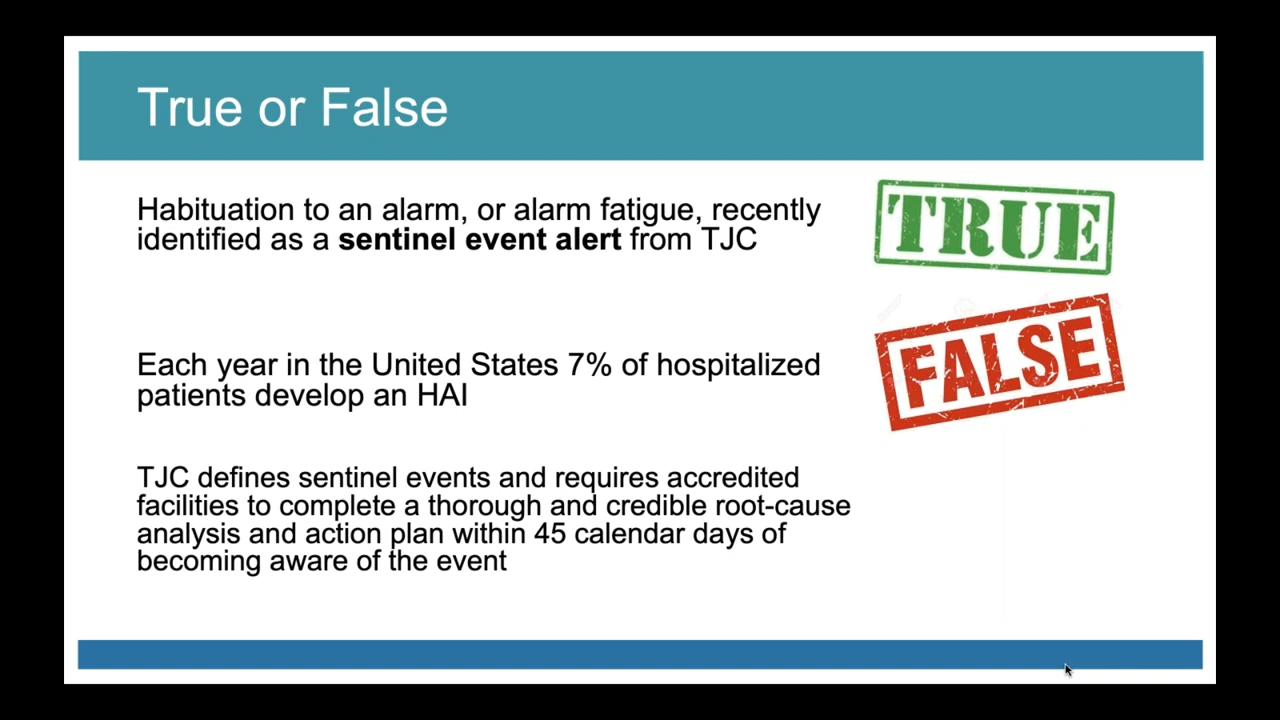 True or False
Habituation to an alarm, or alarm fatigue, recently
identified as a sentinel event alert from TJC
TRUE
Each year in the United States 7% of hospitalized
patients develop an HAI
FALSE
TJC defines sentinel events and requires accredited
facilities to complete a thorough and credible root-cause
analysis and action plan within 45 calendar days of
becoming aware of the event